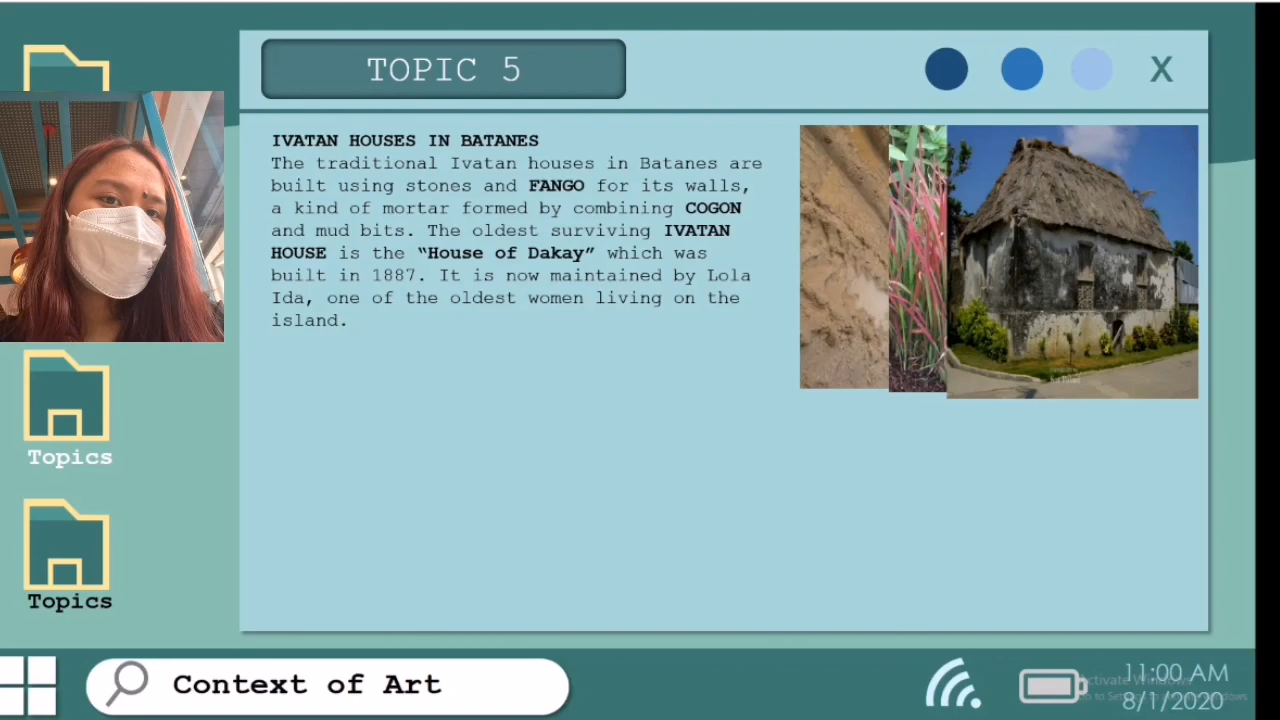 TOPIC 5
X
IVATAN HOUSES IN BATANES
The traditional Ivatan houses in Batanes are
built using stones and FANGO for its walls,
a kind of mortar formed by combining COGON
and mud bits. The oldest surviving IVATAN
HOUSE is the “House of Dakay” which was
built in 1887. It is now maintained by Lola
Ida, one of the oldest women living on the
island.
Topics
Topics
Context of Art
11:00 AM
8/1/2020
Activate Windows